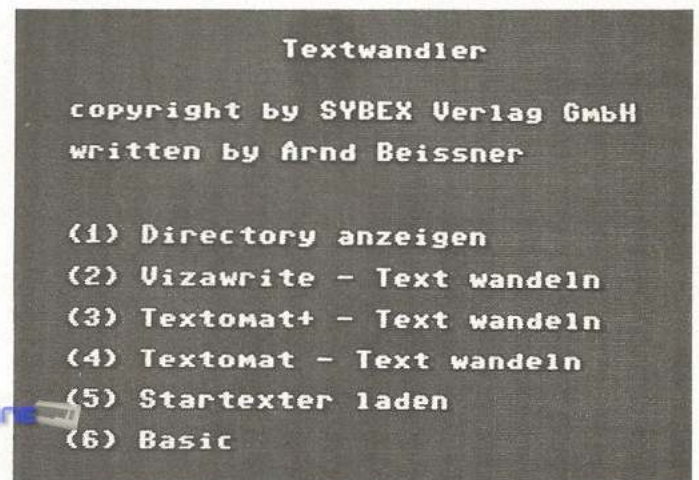 Textwandler
copyright by SYBEX Verlag GmbH
written by Arnd Beissner
(1) Directory anzeigen
(2) Vizawrite - Text wandeln
(3) Textomat+ - Text wandeln
(4) Textomat - Text wandeln
(5) Startexter laden
(6) Basic